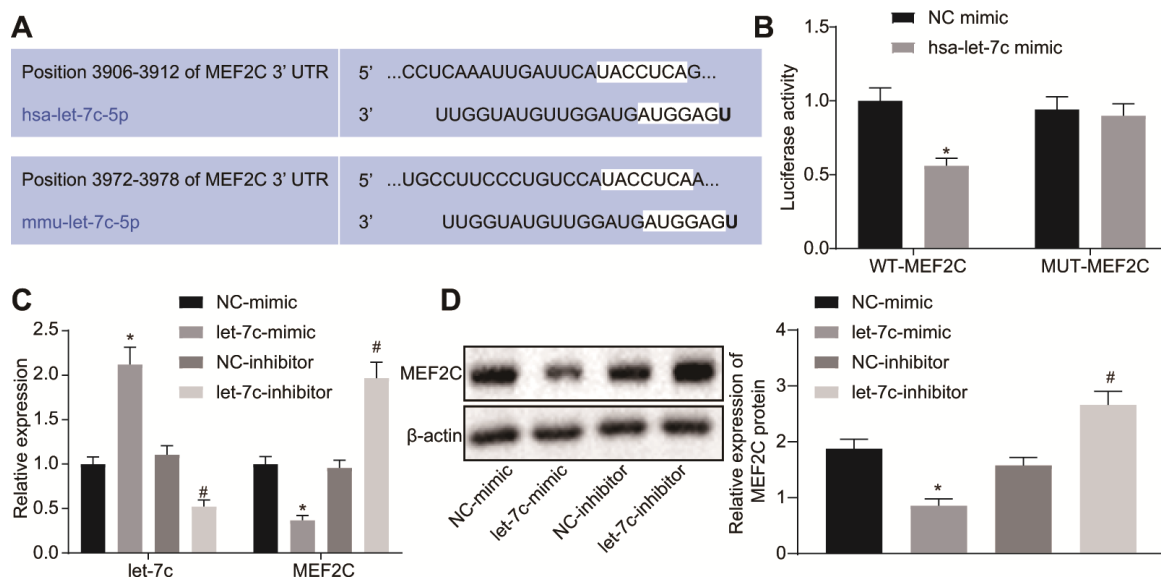 A
Position 3906-3912 of MEF2C 3' UTR 5' ...CCUCAAAUUGAUUCAUACCUCAG...
hsa-let-7c-5p 3' UUGGUAUGUUGGAUGAUGGAGU
Position 3972-3978 of MEF2C 3' UTR 5' ...UGCCUUCCCUGUCCAUACCUCAA...
mmu-let-7c-5p 3' UUGGUAUGUUGGAUGAUGGAGU
B
NC mimic
hsa-let-7c mimic
Luciferase activity
1.5
1.0
0.5
0.0
*
WT-MEF2C MUT-MEF2C
C
NC-mimic
let-7c-mimic
NC-inhibitor
let-7c-inhibitor
Relative expression
2.5
2.0
1.5
1.0
0.5
0.0
* # * #
let-7c MEF2C
D
MEF2C
β-actin
NC-mimic let-7c-mimic NC-inhibitor let-7c-inhibitor
NC-mimic
let-7c-mimic
NC-inhibitor
let-7c-inhibitor
Relative expression of
MEF2C protein
4
3
2
1
0
* #